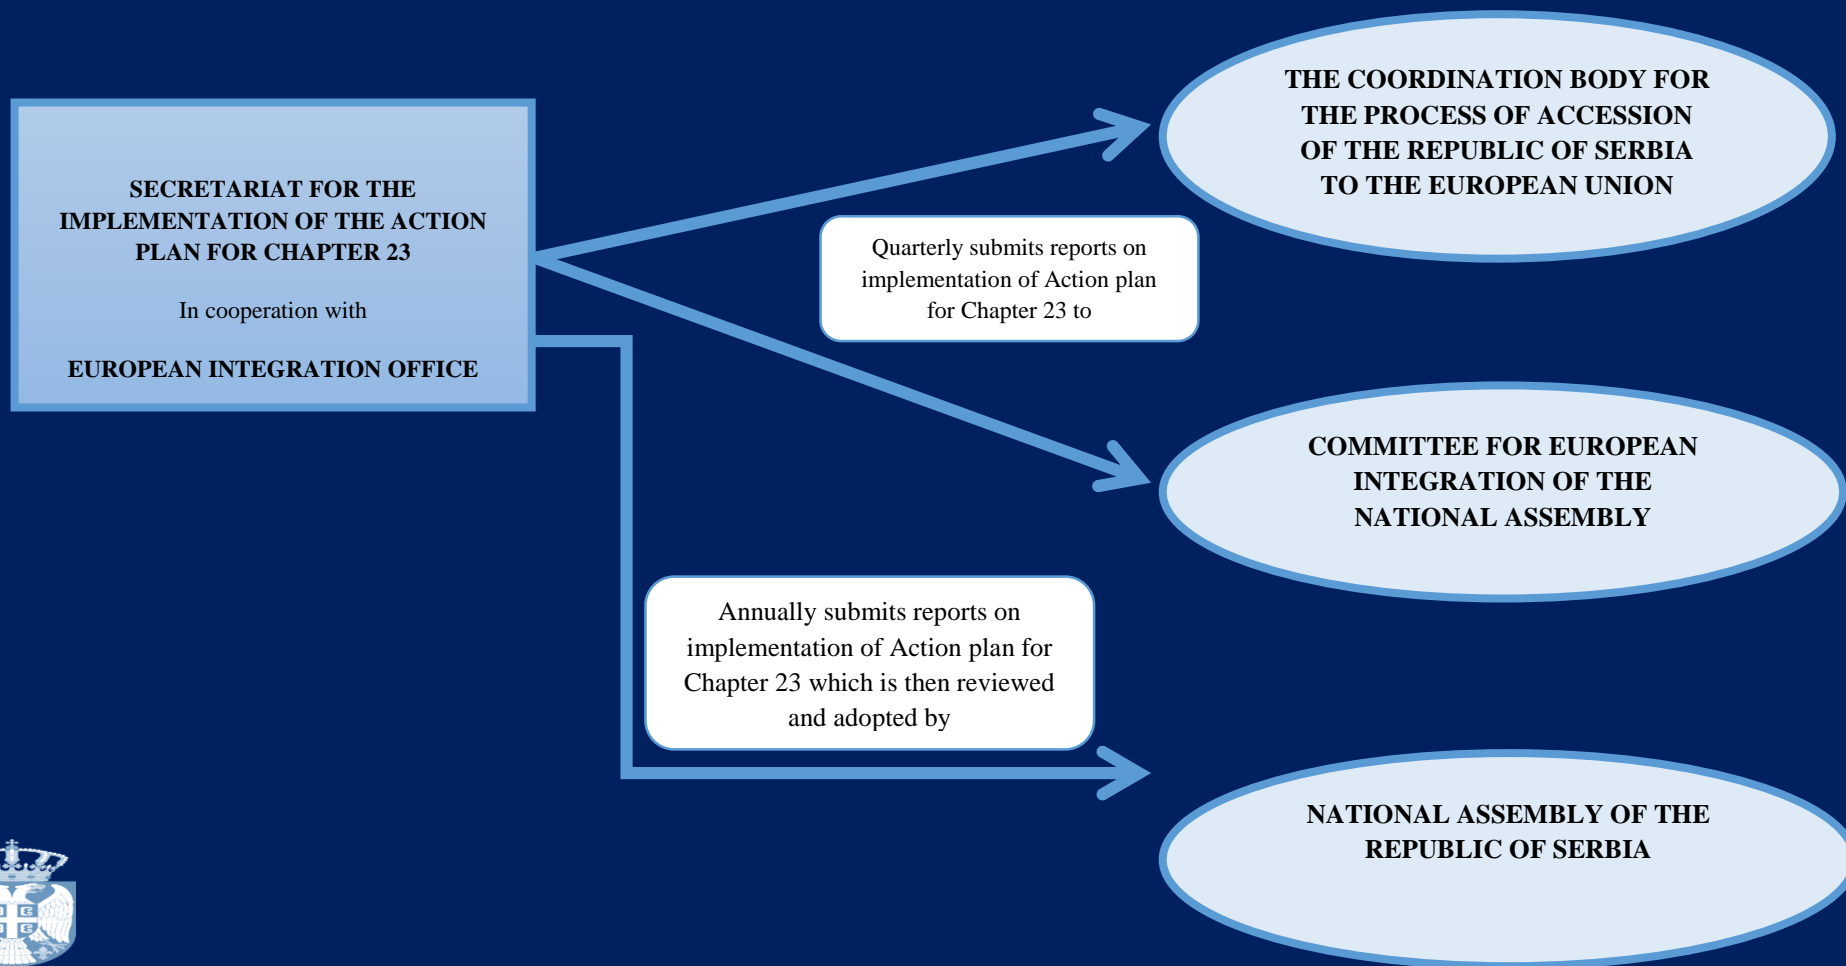 SECRETARIAT FOR THE
IMPLEMENTATION OF THE ACTION
PLAN FOR CHAPTER 23
In cooperation with
EUROPEAN INTEGRATION OFFICE
THE COORDINATION BODY FOR
THE PROCESS OF ACCESSION
OF THE REPUBLIC OF SERBIA
TO THE EUROPEAN UNION
Quarterly submits reports on
implementation of Action plan
for Chapter 23 to
COMMITTEE FOR EUROPEAN
INTEGRATION OF THE
NATIONAL ASSEMBLY
Annually submits reports on
implementation of Action plan for
Chapter 23 which is then reviewed
and adopted by
NATIONAL ASSEMBLY OF THE
REPUBLIC OF SERBIA